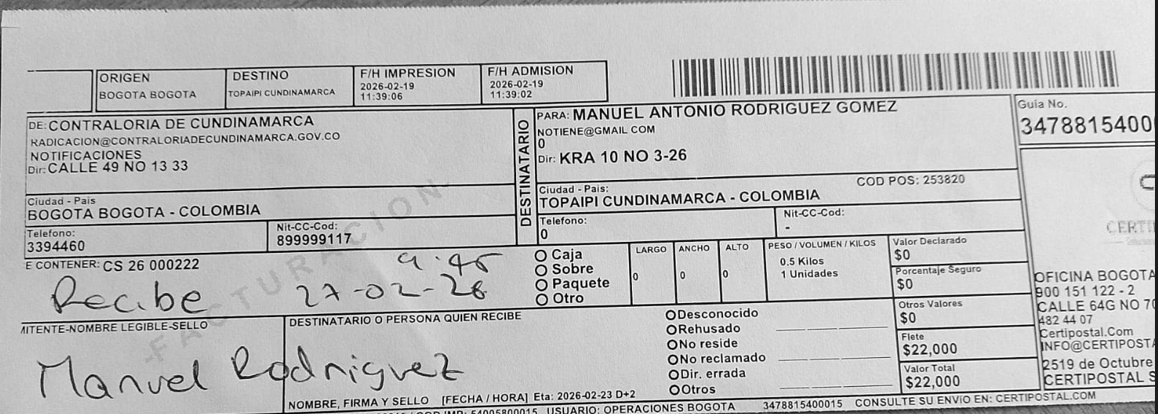 ORIGEN
BOGOTA BOGOTA
DESTINO
TOPAIPI CUNDINAMARCA
F/H IMPRESION
2026-02-19
11:39:06
F/H ADMISION
2026-02-19
11:39:02
DE: CONTRALORIA DE CUNDINAMARCA
RADICACION@CONTRALORIADECUNDINAMARCA.GOV.CO
NOTIFICACIONES
Dir: CALLE 49 NO 13 33
Ciudad - Pais
BOGOTA BOGOTA - COLOMBIA
Telefono:
3394460
Nit-CC-Cod:
899999117
E CONTENER: CS 26 000222
DESTINATARIO
PARA: MANUEL ANTONIO RODRIGUEZ GOMEZ
NOTIENE@GMAIL COM
0
Dir: KRA 10 NO 3-26
Ciudad - Pais:
COD POS: 253820
TOPAIPI CUNDINAMARCA - COLOMBIA
Telefono:
0
Nit-CC-Cod:
-
Guia No.
3478815400
CERTI
FACTURACION
9:45
Recibe 27-02-26
Caja
Sobre
Paquete
Otro
LARGO
0
ANCHO
0
ALTO
0
PESO / VOLUMEN / KILOS
0.5 Kilos
1 Unidades
Valor Declarado
$0
Porcentaje Seguro
$0
Otros Valores
$0
Flete
$22,000
Valor Total
$22,000
MITENTE-NOMBRE LEGIBLE-SELLO
DESTINATARIO O PERSONA QUIEN RECIBE
Manuel Rodriguez
Desconocido
Rehusado
No reside
No reclamado
Dir. errada
Otros
NOMBRE, FIRMA Y SELLO [FECHA / HORA] Eta: 2026-02-23 D+2
OFICINA BOGOTA
900 151 122 - 2
CALLE 64G NO 70
482 44 07
Certipostal.Com
INFO@CERTIPOSTA
2519 de Octubre
CERTIPOSTAL S
USUARIO: OPERACIONES BOGOTA 3478815400015 CONSULTE SU ENVIO EN: CERTIPOSTAL.COM